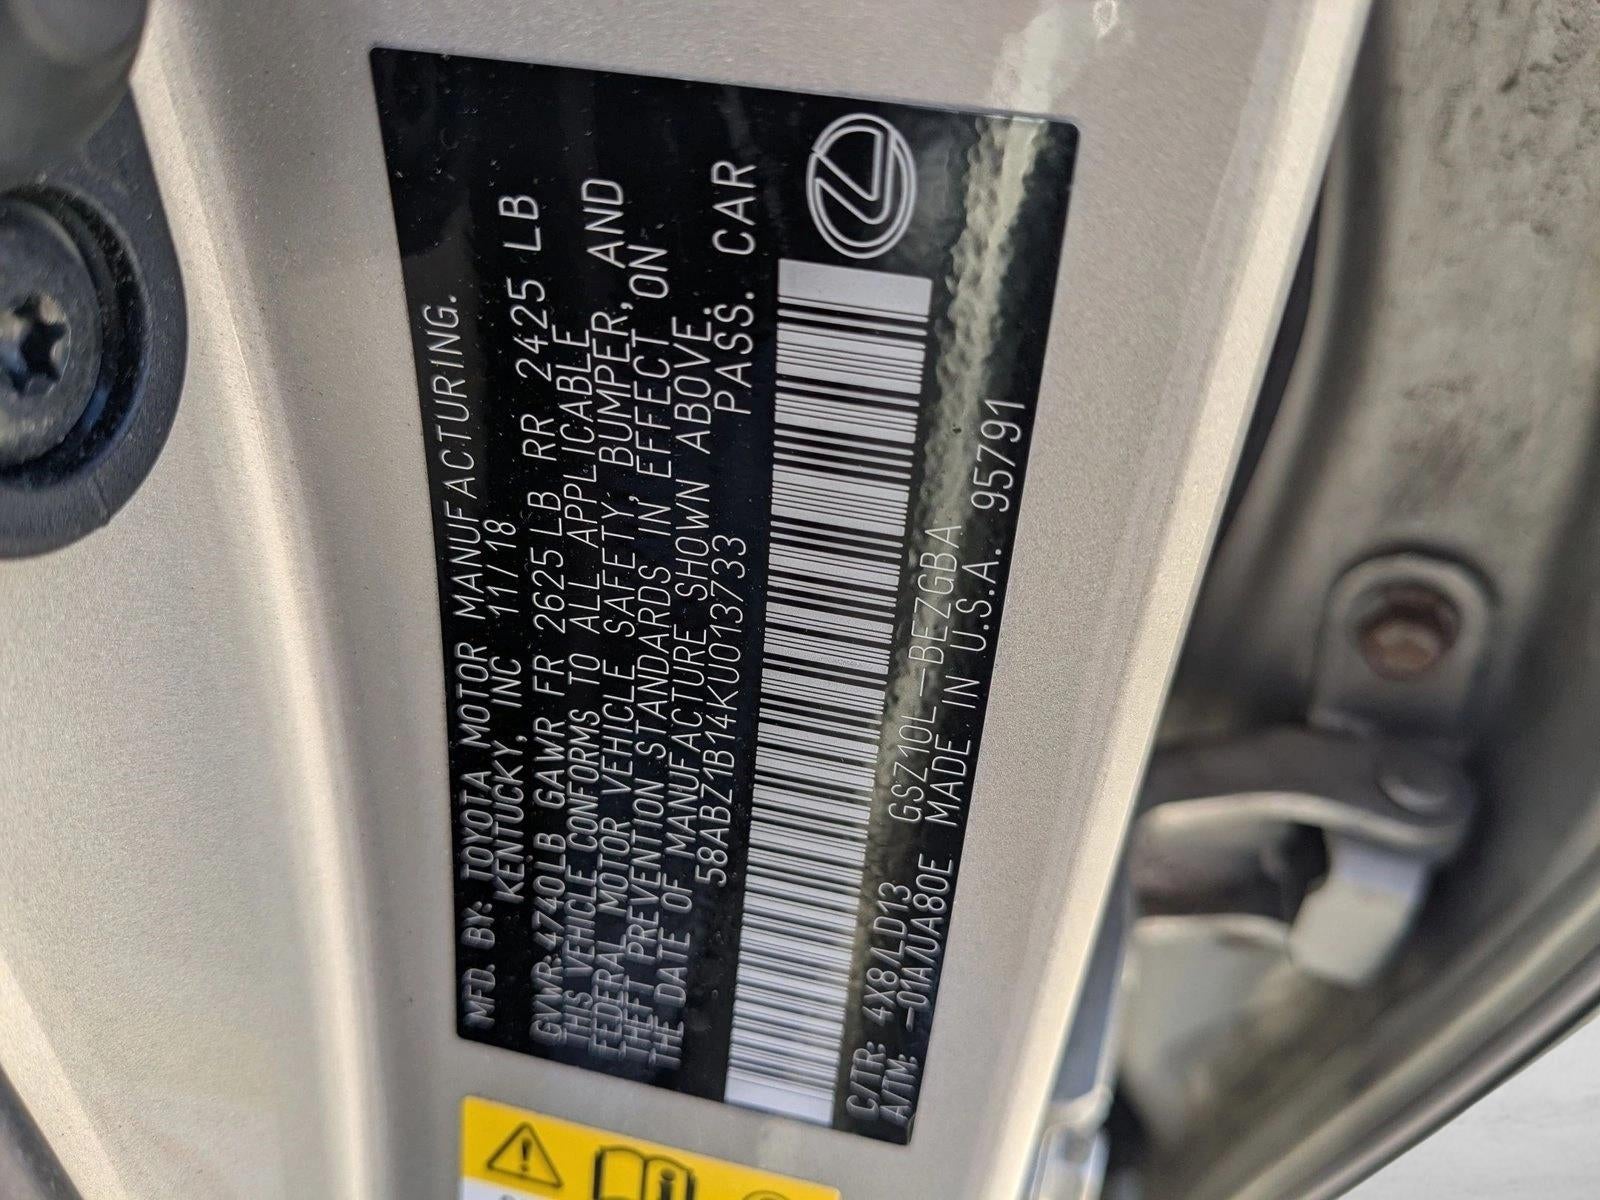 MFD. BY: TOYOTA MOTOR MANUFACTURING.
KENTUCKY, INC 11/18
GVWR 4740LB GAWR FR 2625LB RR 2425 LB
THIS VEHICLE CONFORMS TO ALL APPLICABLE
FEDERAL MOTOR VEHICLE SAFETY, BUMPER, AND
THEFT PREVENTION STANDARDS IN EFFECT ON
THE DATE OF MANUFACTURE SHOWN ABOVE.
58ABZ1B14KU013733 PASS. CAR
C/TR: 4X8/LD13 GSZ10L-BEZGBA
A/TM: -01A/UA80E MADE IN U.S.A. 95791